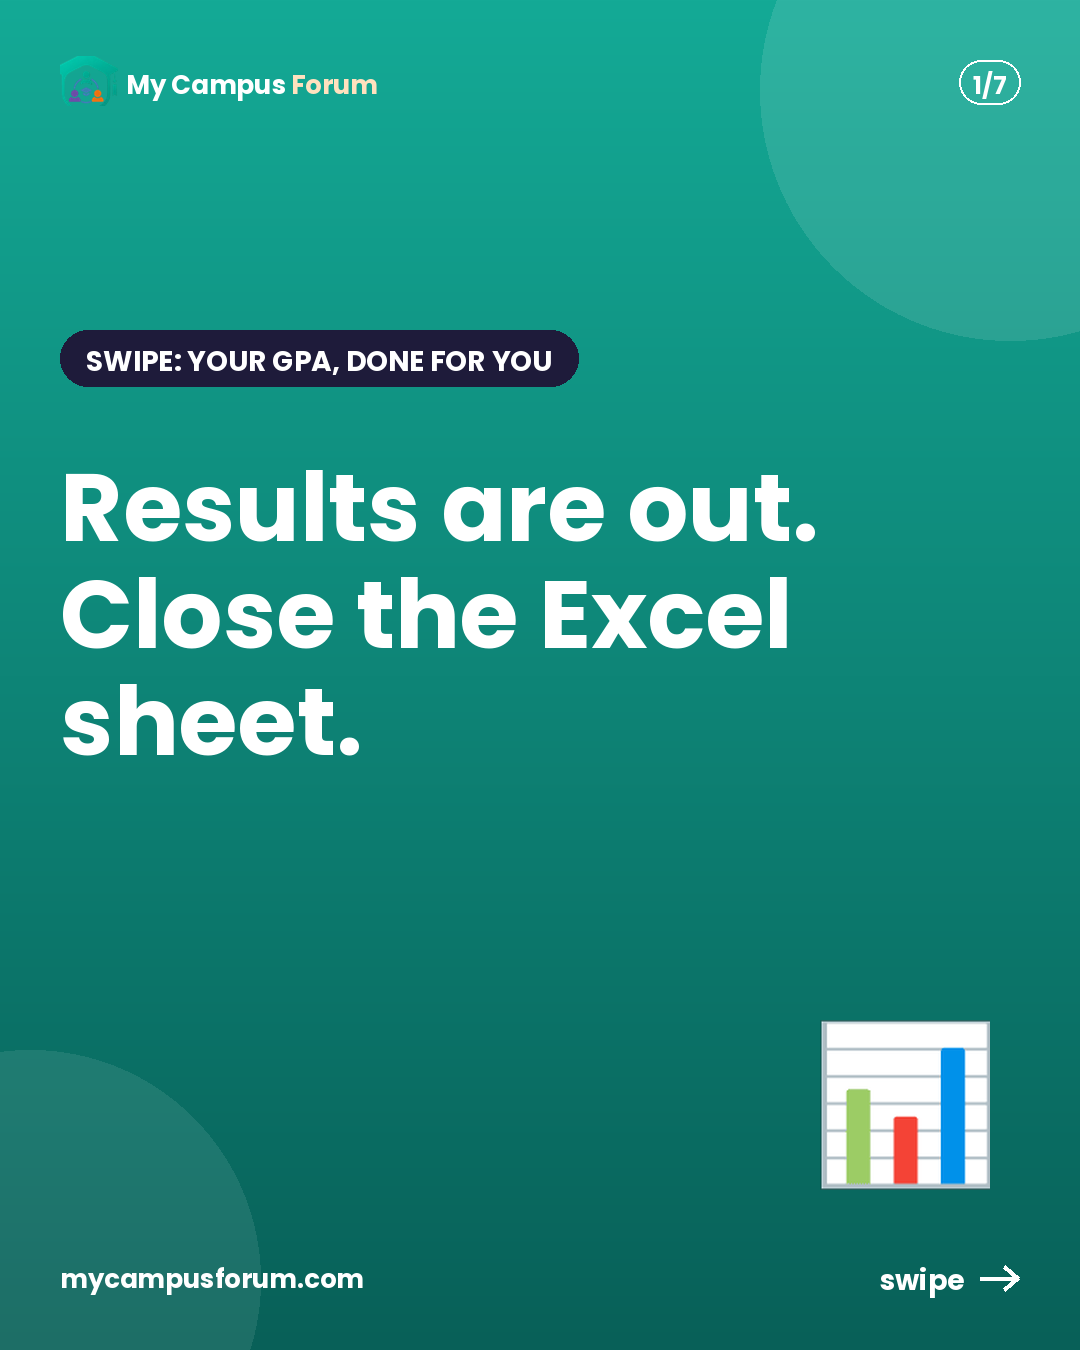 My Campus Forum
1/7
SWIPE: YOUR GPA, DONE FOR YOU
Results are out.
Close the Excel
sheet.
mycampusforum.com
swipe →